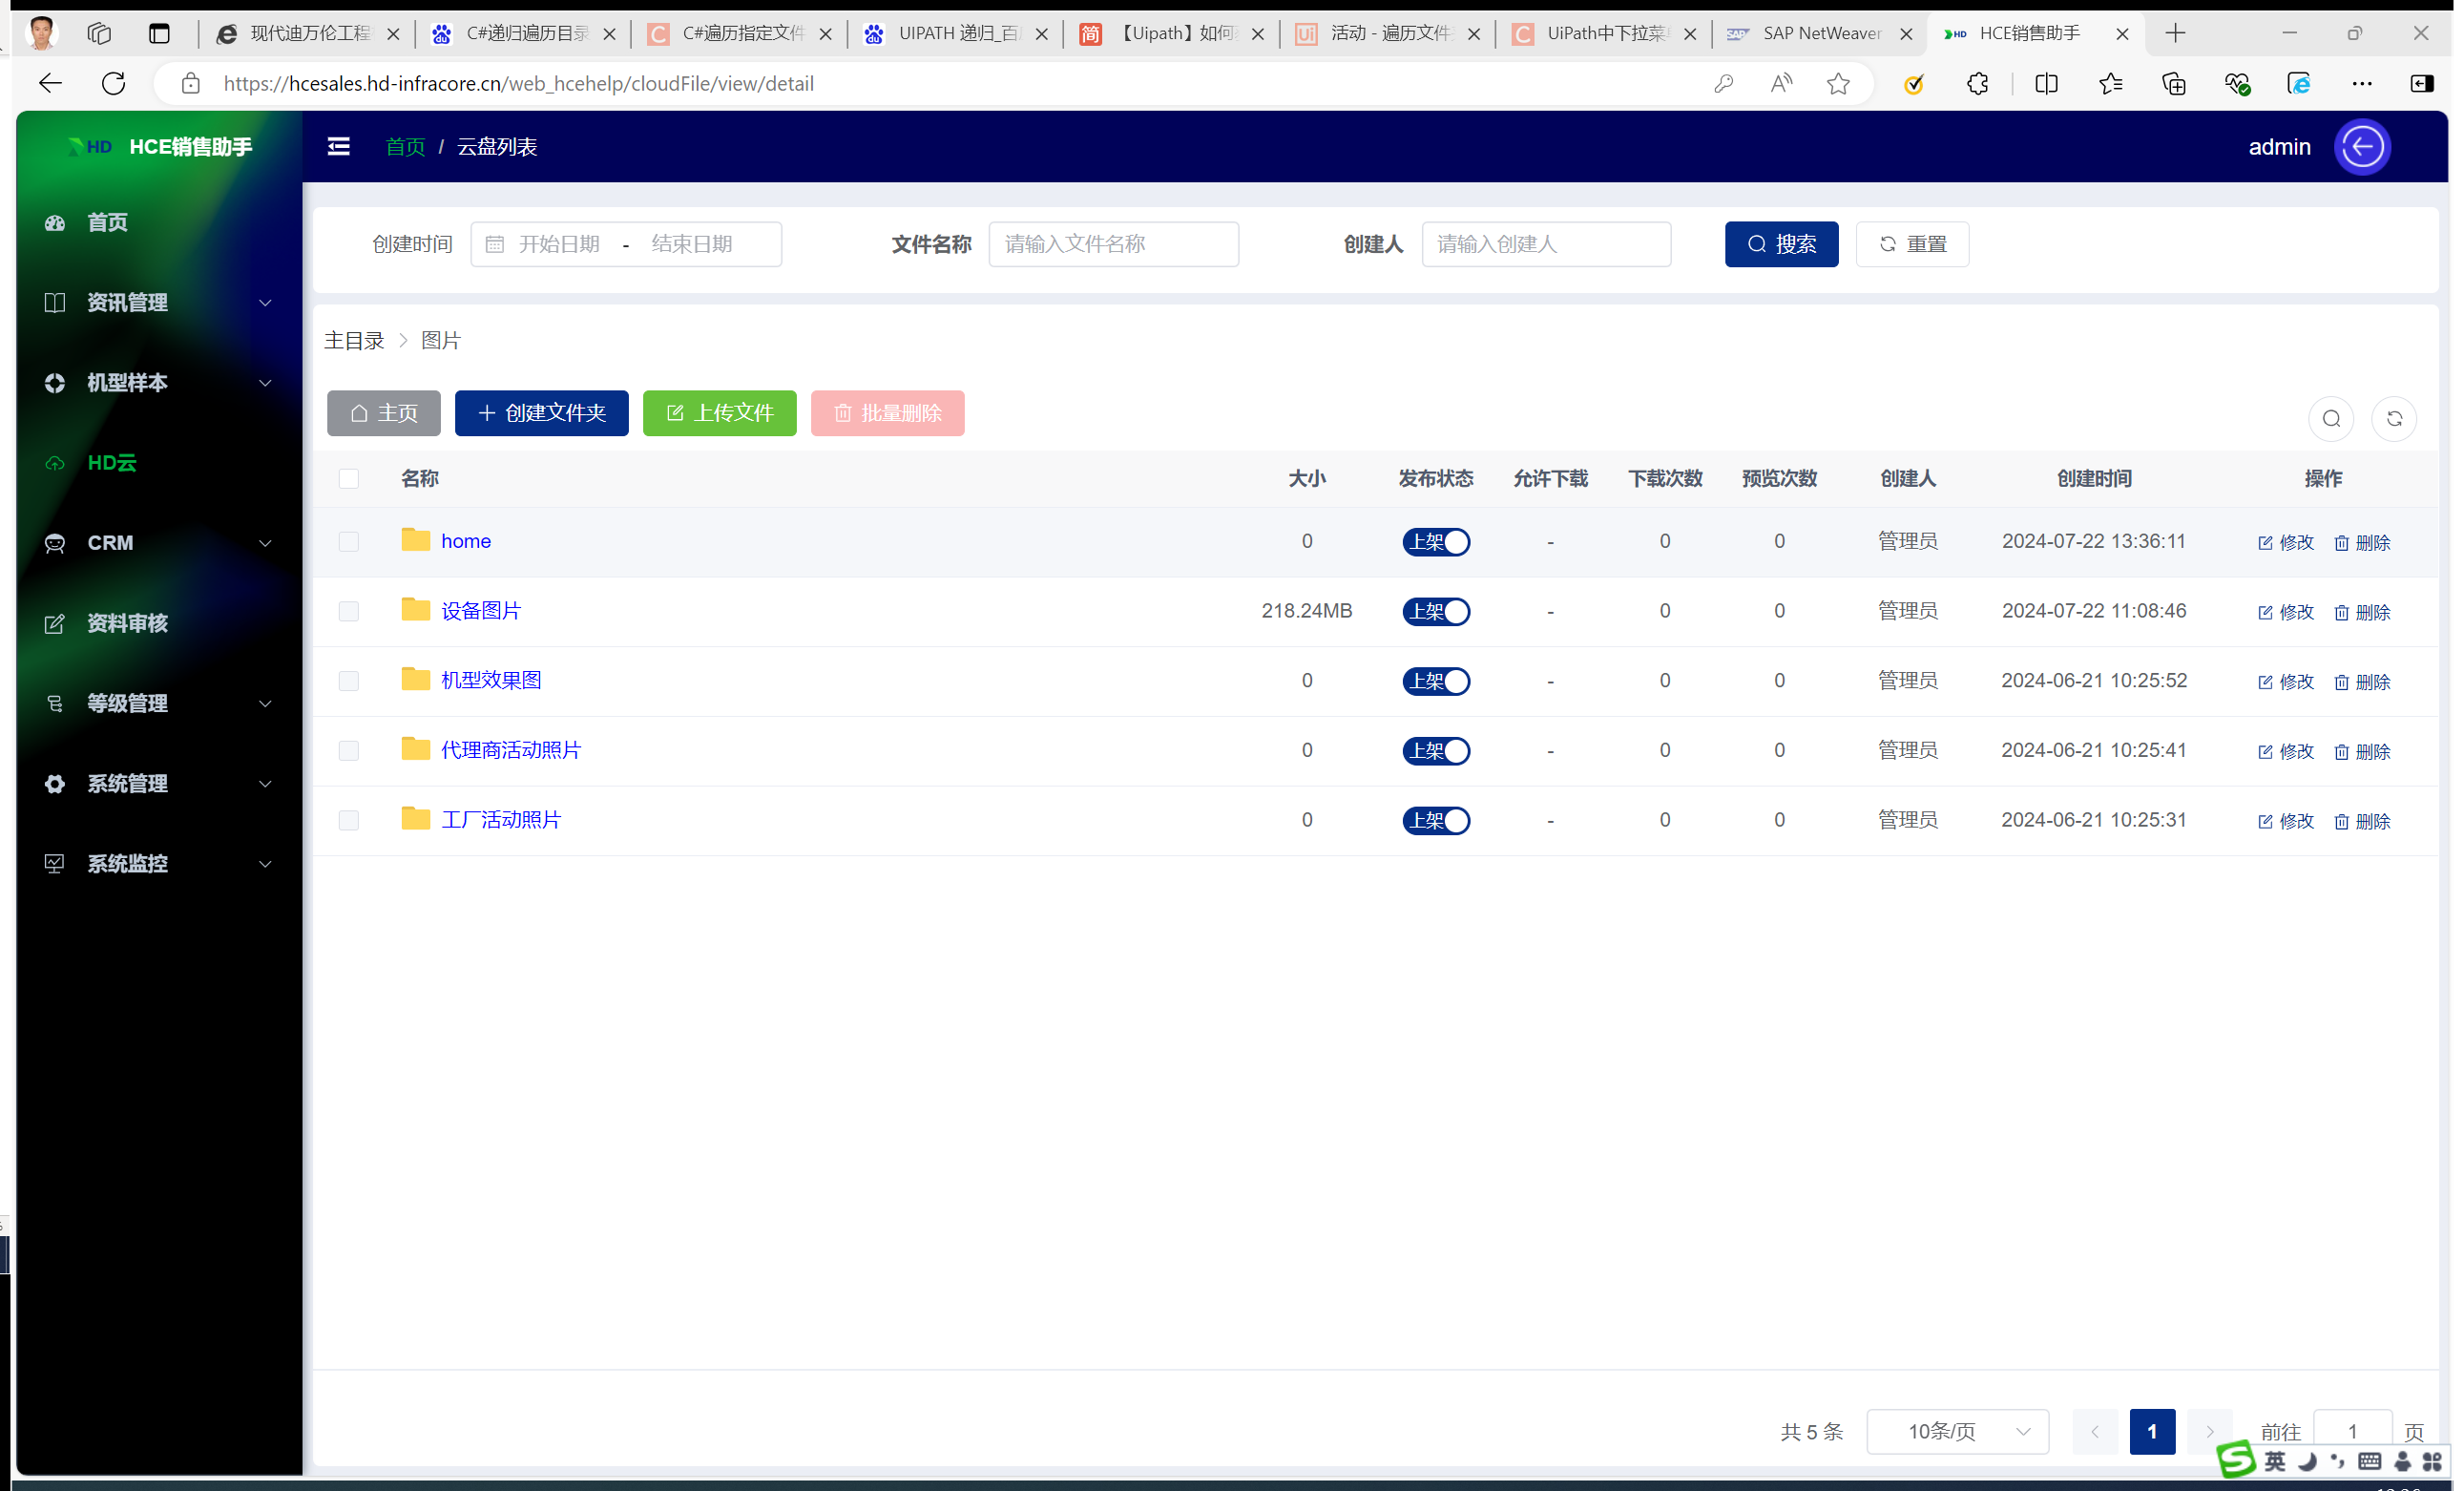 现代迪万伦工程
C#递归遍历目录
C#遍历指定文件
UIPATH 递归_百
【Uipath】如何
活动 - 遍历文件
UiPath中下拉菜
SAP NetWeaver
HCE销售助手
https://hcesales.hd-infracore.cn/web_hcehelp/cloudFile/view/detail
HD HCE销售助手
首页 / 云盘列表
admin
首页
资讯管理
机型样本
HD云
CRM
资料审核
等级管理
系统管理
系统监控
创建时间 开始日期 - 结束日期 文件名称 请输入文件名称 创建人 请输入创建人 搜索 重置
主目录 > 图片
主页 创建文件夹 上传文件 批量删除
名称 大小 发布状态 允许下载 下载次数 预览次数 创建人 创建时间 操作
home 0 上架 - 0 0 管理员 2024-07-22 13:36:11 修改 删除
设备图片 218.24MB 上架 - 0 0 管理员 2024-07-22 11:08:46 修改 删除
机型效果图 0 上架 - 0 0 管理员 2024-06-21 10:25:52 修改 删除
代理商活动照片 0 上架 - 0 0 管理员 2024-06-21 10:25:41 修改 删除
工厂活动照片 0 上架 - 0 0 管理员 2024-06-21 10:25:31 修改 删除
共 5 条 10条/页 1 前往 1 页
英